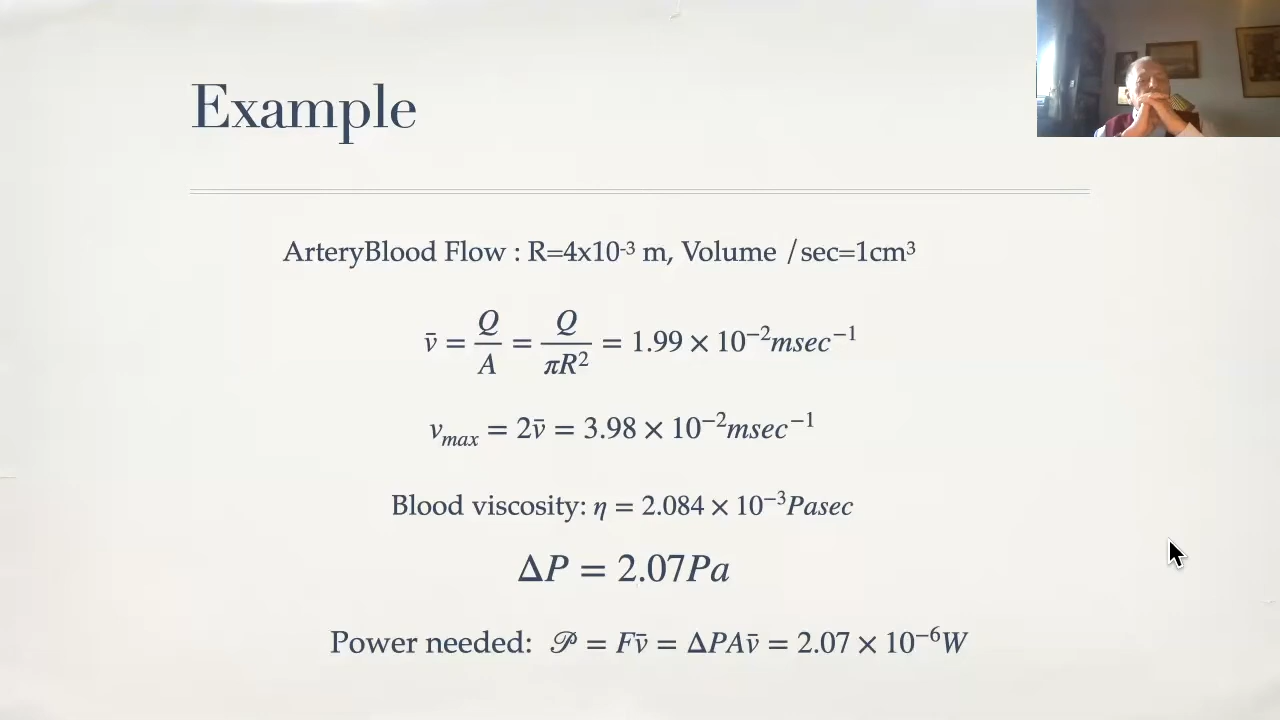 Example
ArteryBlood Flow : R=4x10⁻³ m, Volume /sec=1cm³
v̄ = Q/A = Q/πR² = 1.99 × 10⁻²msec⁻¹
vₘₐₓ = 2v̄ = 3.98 × 10⁻²msec⁻¹
Blood viscosity: η = 2.084 × 10⁻³Pasec
ΔP = 2.07Pa
Power needed: 𝒫 = Fv̄ = ΔPAv̄ = 2.07 × 10⁻⁶W